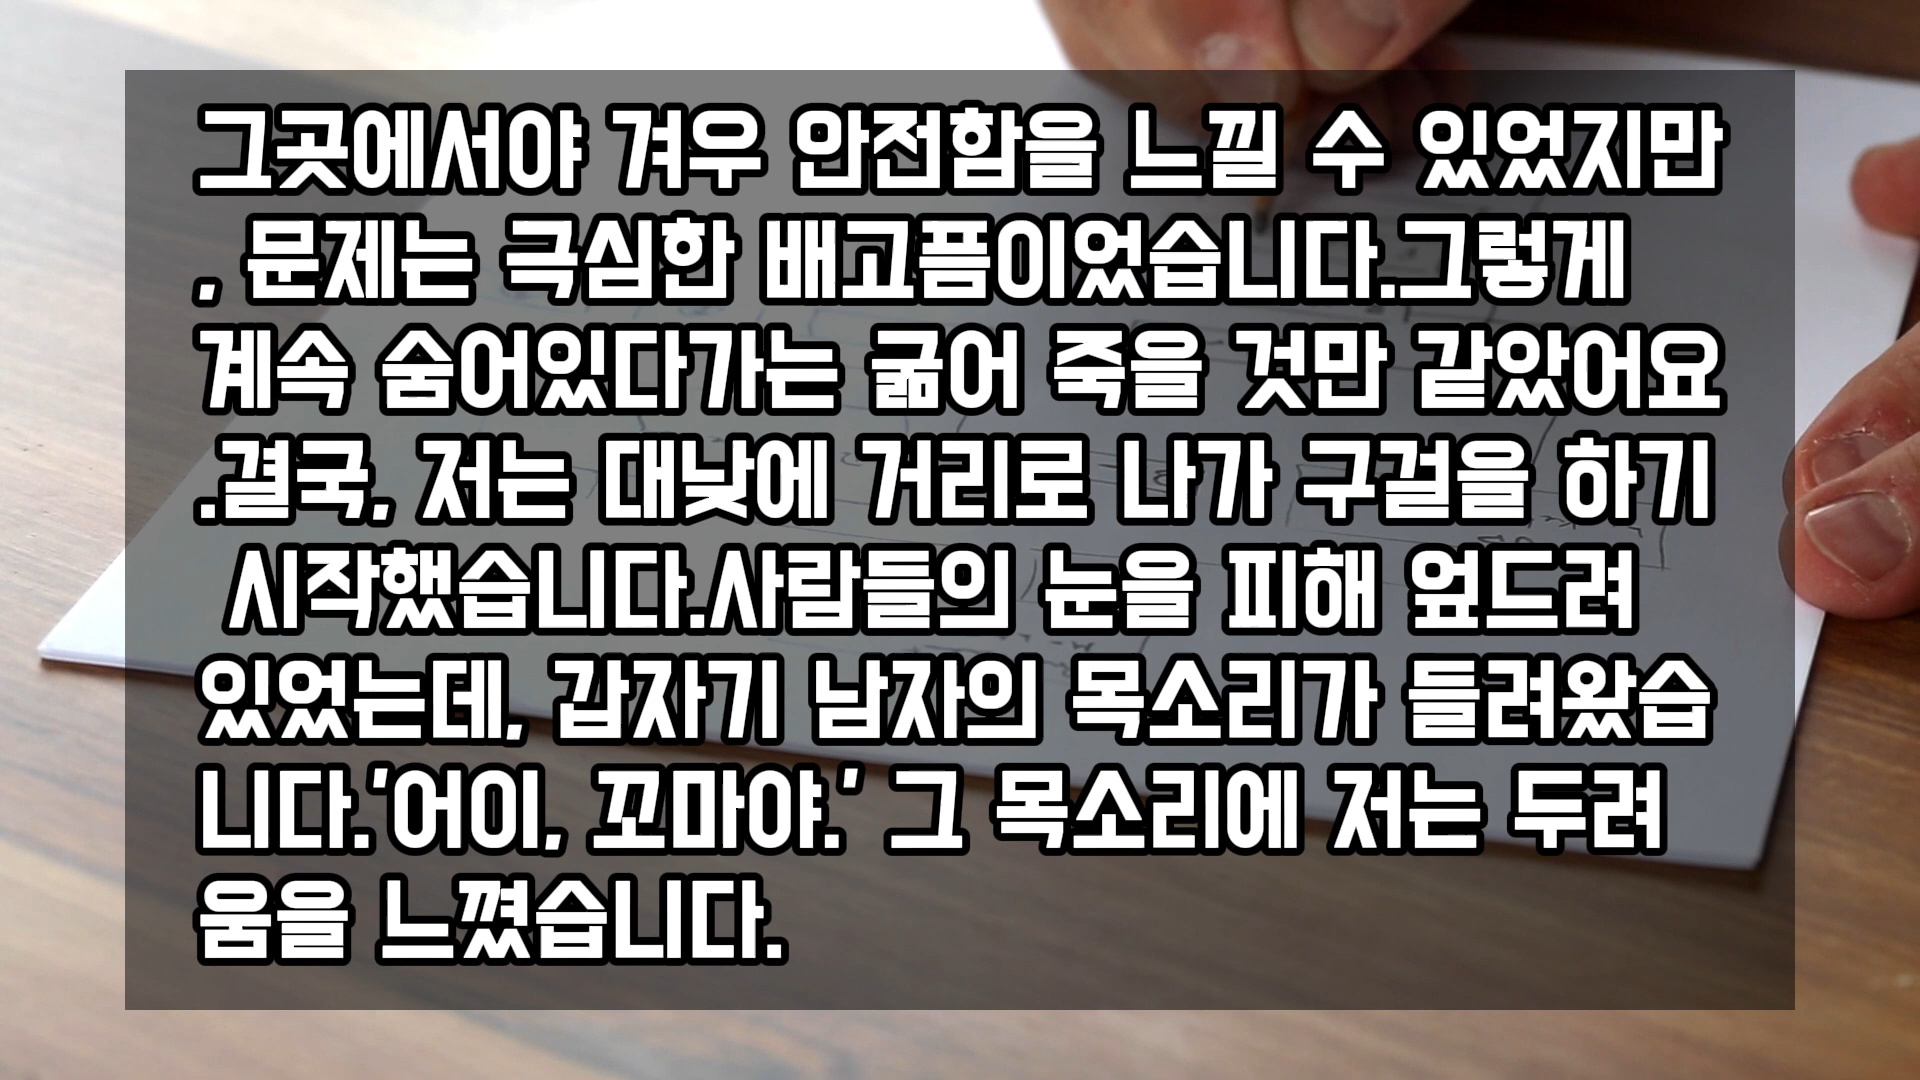 그곳에서야 겨우 안전함을 느낄 수 있었지만
, 문제는 극심한 배고픔이었습니다.그렇게
계속 숨어있다가는 굶어 죽을 것만 같았어요
.결국, 저는 대낮에 거리로 나가 구걸을 하기
시작했습니다.사람들의 눈을 피해 엎드려
있었는데, 갑자기 남자의 목소리가 들려왔습
니다.'어이, 꼬마야.' 그 목소리에 저는 두려
움을 느꼈습니다.